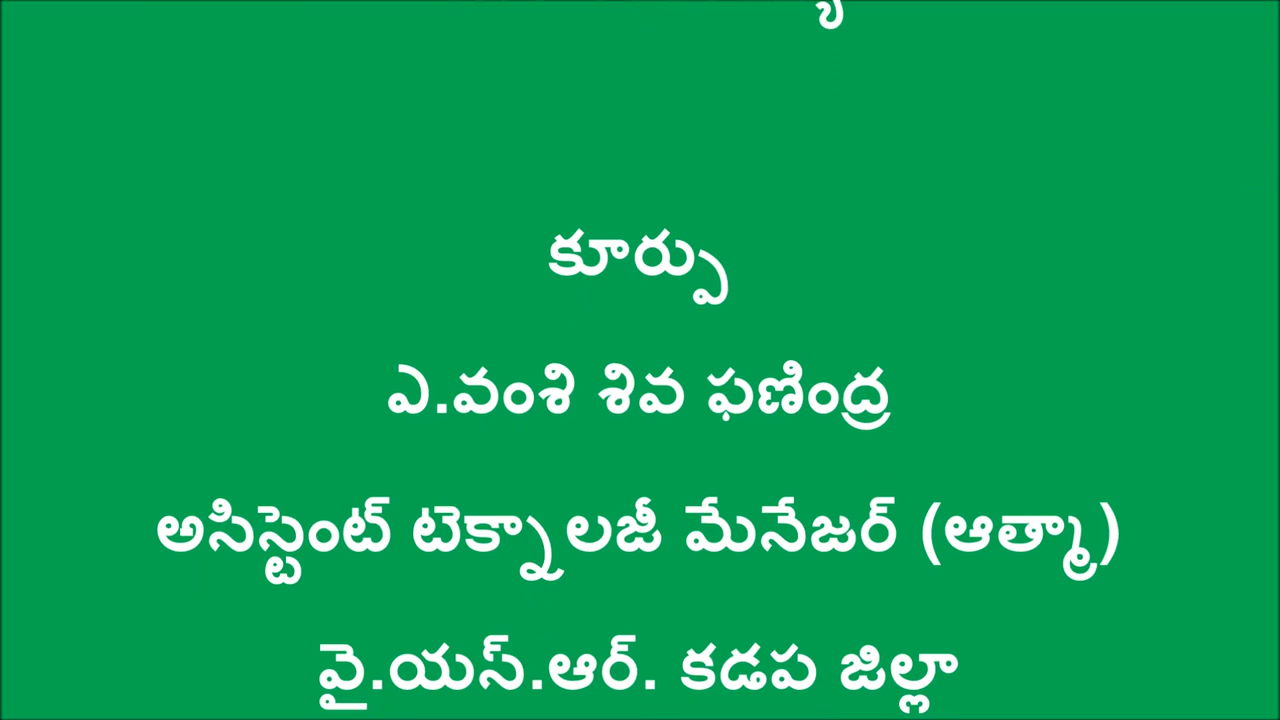 కూర్పు
ఎ.వంశి శివ ఫణింద్ర
అసిస్టెంట్ టెక్నాలజీ మేనేజర్ (ఆత్మా)
వై.యస్.ఆర్. కడప జిల్లా